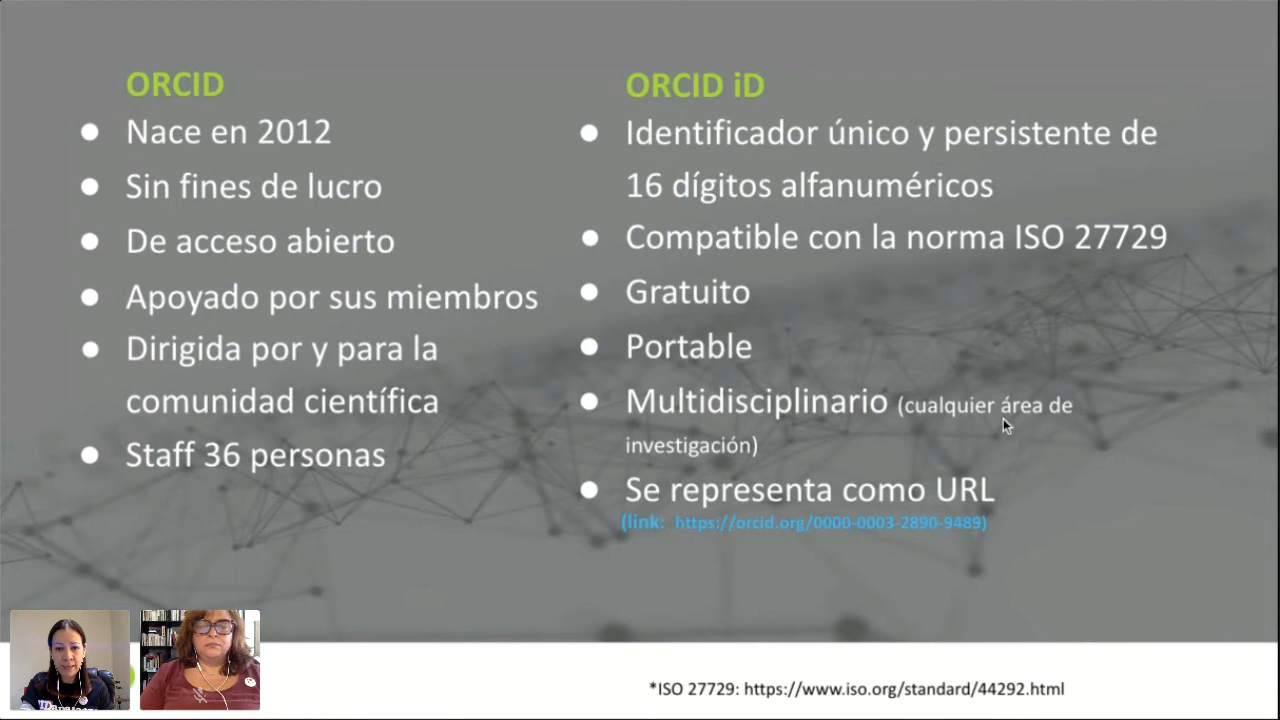 ORCID
● Nace en 2012
● Sin fines de lucro
● De acceso abierto
● Apoyado por sus miembros
● Dirigida por y para la
comunidad científica
● Staff 36 personas
ORCID iD
● Identificador único y persistente de
16 dígitos alfanuméricos
● Compatible con la norma ISO 27729
● Gratuito
● Portable
● Multidisciplinario (cualquier área de
investigación)
● Se representa como URL
(link: https://orcid.org/0000-0003-2890-9489)
*ISO 27729: https://www.iso.org/standard/44292.html